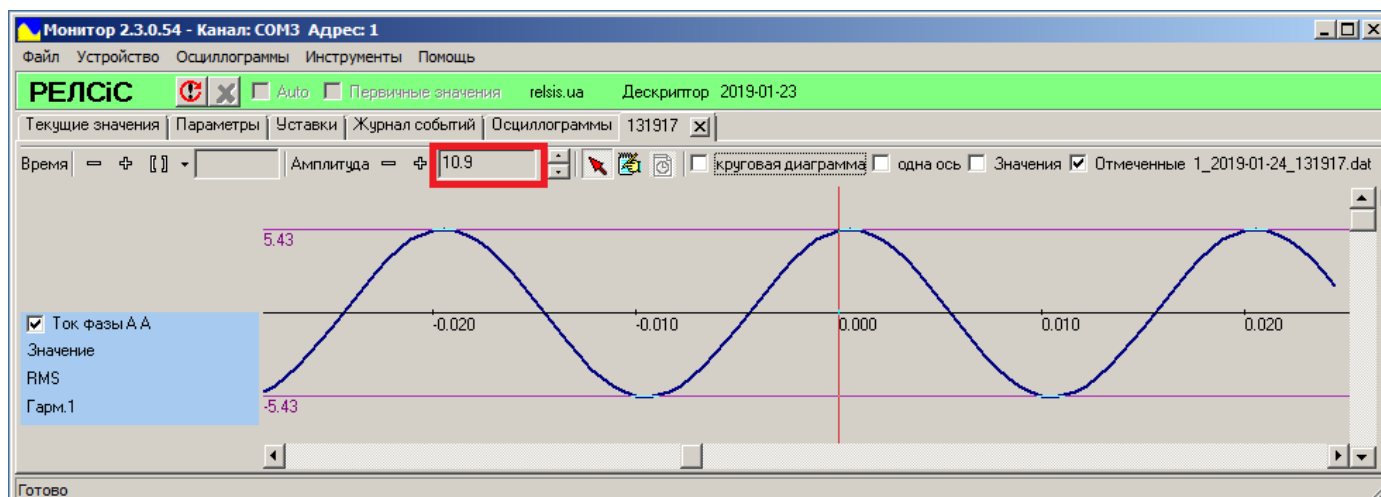 Монитор 2.3.0.54 - Канал: COM3 Адрес: 1
Файл Устройство Осциллограммы Инструменты Помощь
РЕЛСiС Auto Первичные значения relsis.ua Дескриптор 2019-01-23
Текущие значения Параметры Уставки Журнал событий Осциллограммы 131917
Время Амплитуда 10.9 круговая диаграмма одна ось Значения Отмеченные 1_2019-01-24_131917.dat
5.43
Ток фазы А А -0.020 -0.010 0.000 0.010 0.020
Значение
RMS
Гарм.1 -5.43
Готово